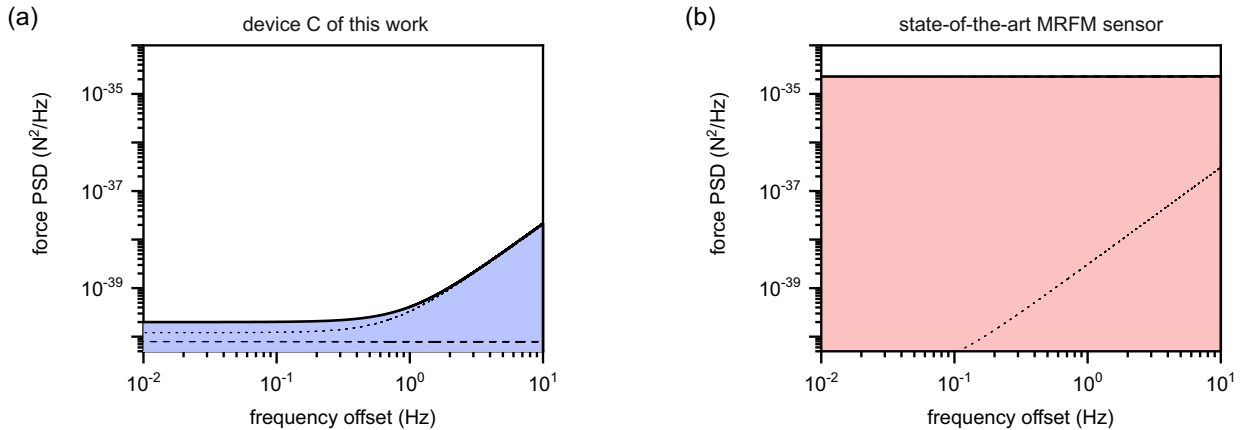 (a)
device C of this work
force PSD (N²/Hz)
10⁻³⁵
10⁻³⁷
10⁻³⁹
10⁻²
10⁻¹
10⁰
10¹
frequency offset (Hz)
(b)
state-of-the-art MRFM sensor
force PSD (N²/Hz)
10⁻³⁵
10⁻³⁷
10⁻³⁹
10⁻²
10⁻¹
10⁰
10¹
frequency offset (Hz)